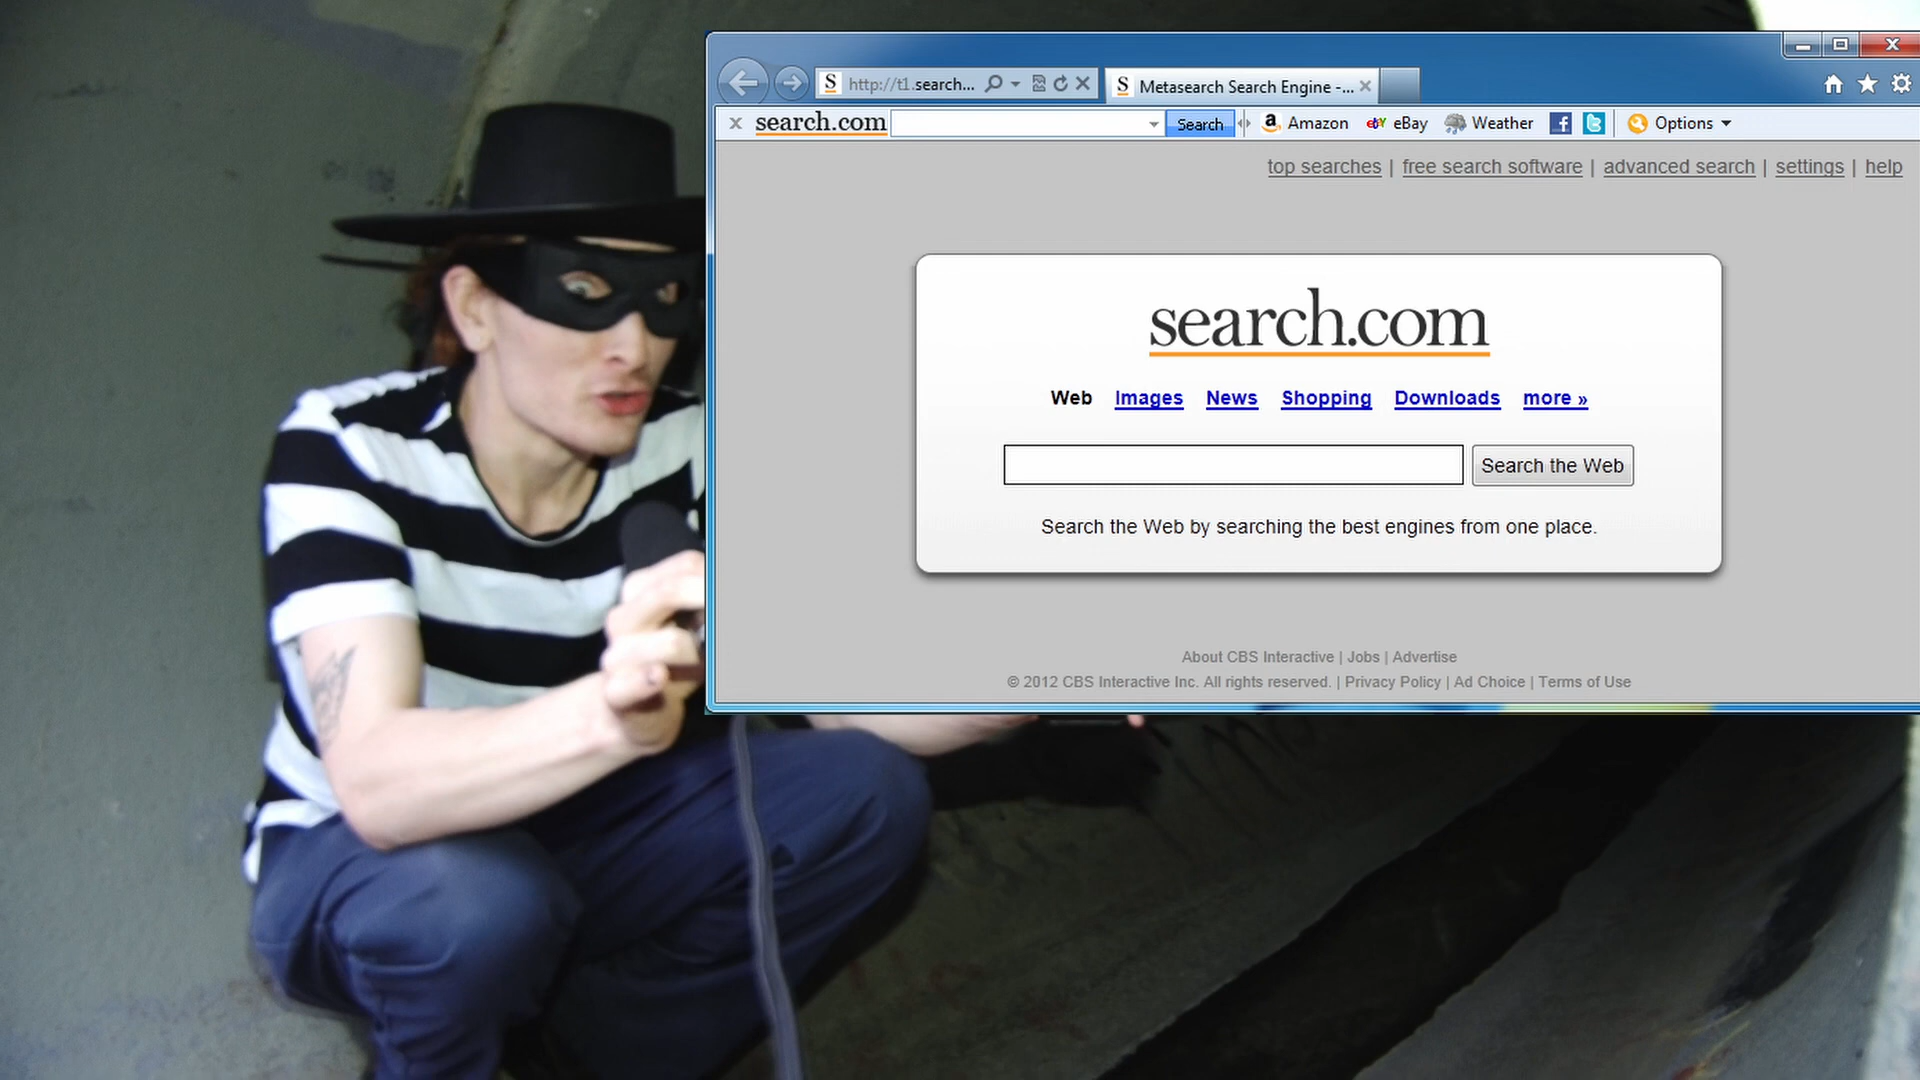 S http://t1.search... S Metasearch Search Engine -...
search.com Search a Amazon ebY eBay Weather f t Options
top searches | free search software | advanced search | settings | help
search.com
Web Images News Shopping Downloads more »
Search the Web
Search the Web by searching the best engines from one place.
About CBS Interactive | Jobs | Advertise
© 2012 CBS Interactive Inc. All rights reserved. | Privacy Policy | Ad Choice | Terms of Use